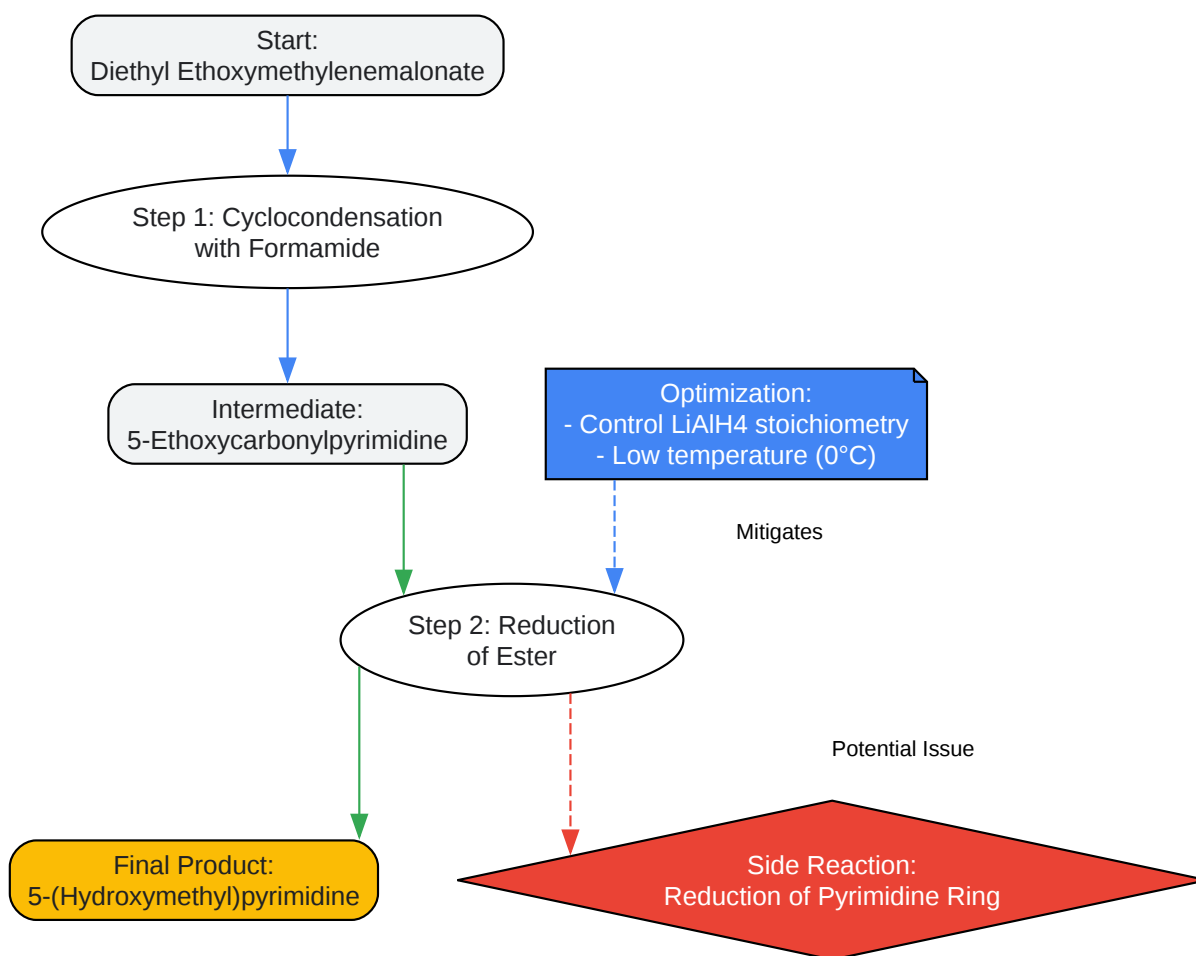 Start:
Diethyl Ethoxymethylenemalonate
Step 1: Cyclocondensation
with Formamide
Intermediate:
5-Ethoxycarbonylpyrimidine
Optimization:
- Control LiAlH4 stoichiometry
- Low temperature (0°C)
Mitigates
Step 2: Reduction
of Ester
Potential Issue
Final Product:
5-(Hydroxymethyl)pyrimidine
Side Reaction:
Reduction of Pyrimidine Ring